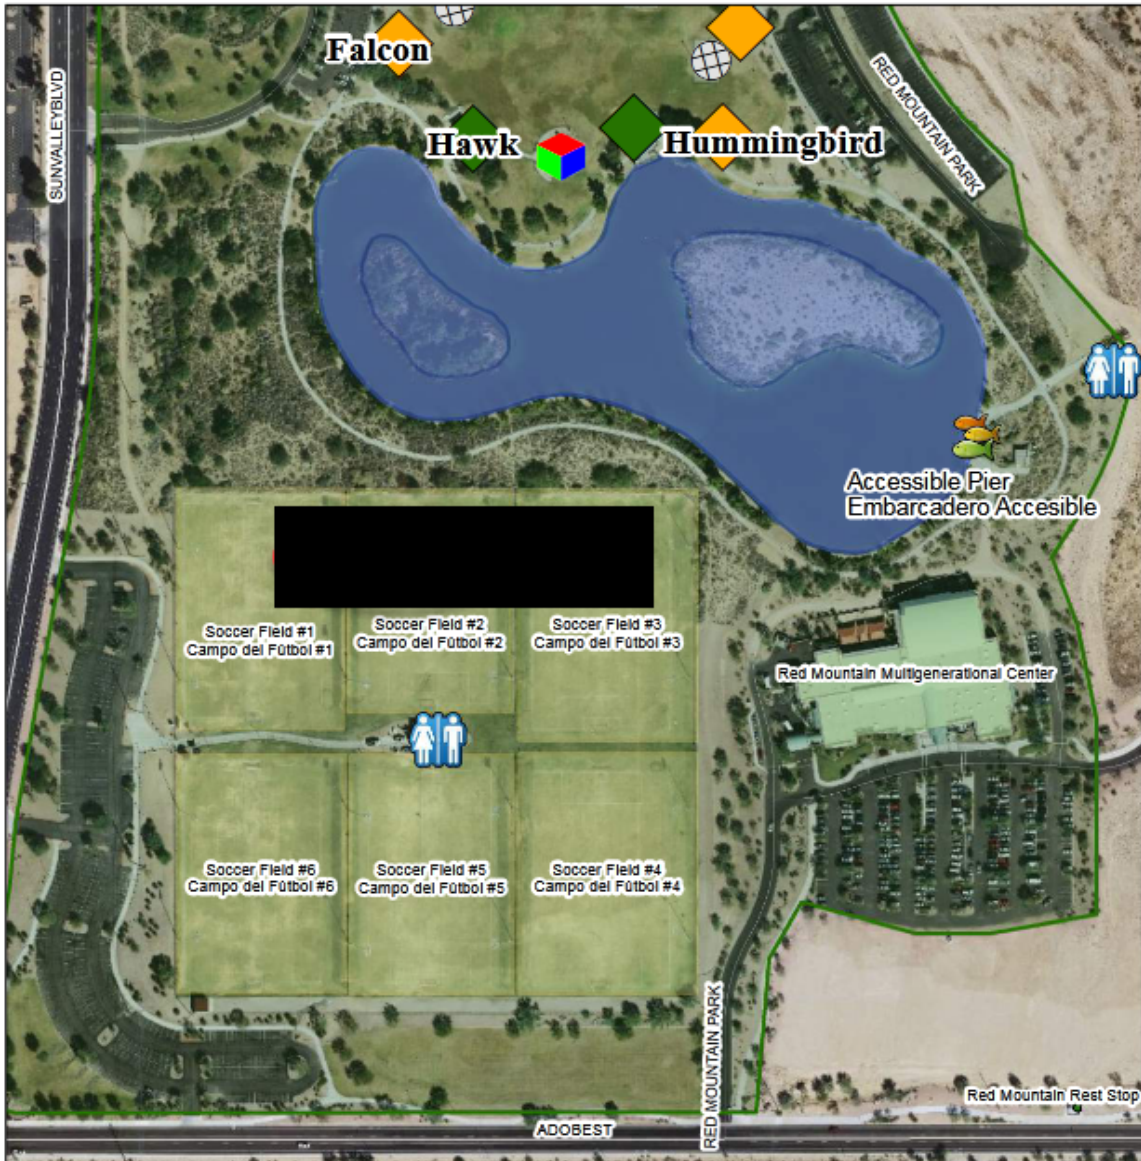 Falcon
Hawk
Hummingbird
SUNVALLEYBLVD
RED MOUNTAIN PARK
Accessible Pier
Embarcadero Accesible
Soccer Field #1
Campo del Fútbol #1
Soccer Field #2
Campo del Fútbol #2
Soccer Field #3
Campo del Fútbol #3
Red Mountain Multigenerational Center
Soccer Field #6
Campo del Fútbol #6
Soccer Field #5
Campo del Fútbol #5
Soccer Field #4
Campo del Fútbol #4
RED MOUNTAIN PARK
Red Mountain Rest Stop
ADOBEST